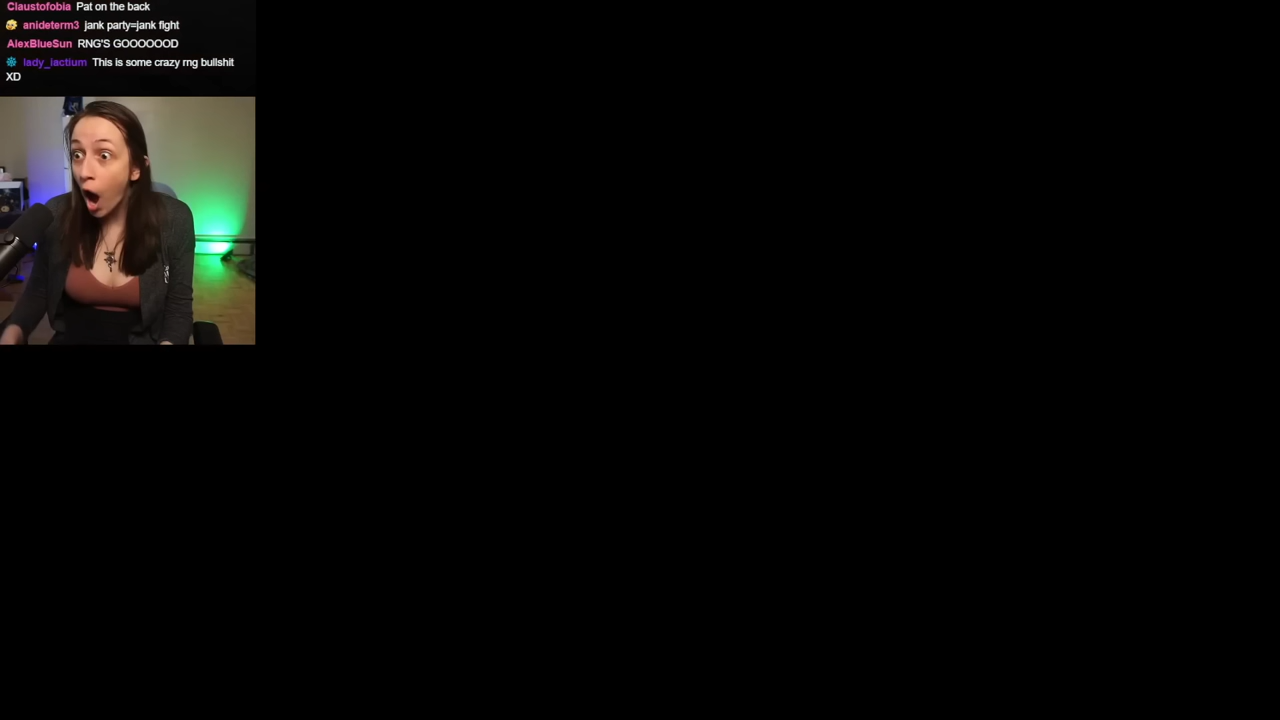 Claustofobia Pat on the back
anideterm3 jank party=jank fight
AlexBlueSun RNG'S GOOOOOOD
lady_lactium This is some crazy rng bullshit
XD